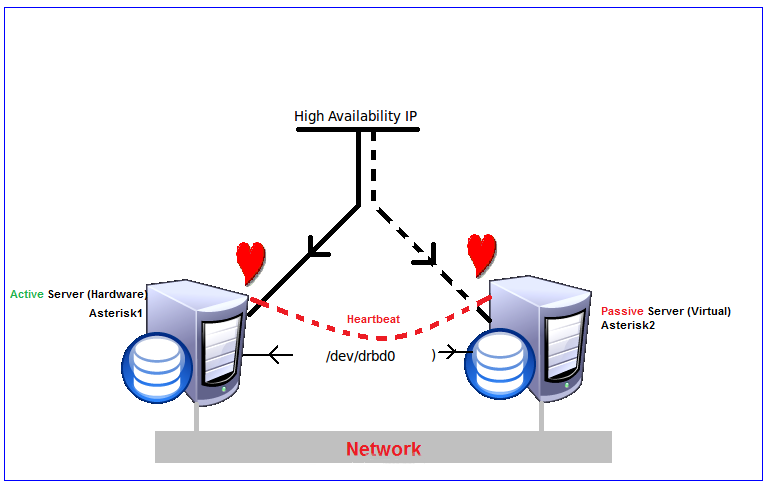 High Availability IP
Active Server (Hardware)
Asterisk1
Passive Server (Virtual)
Asterisk2
Heartbeat
/dev/drbd0 )
Network